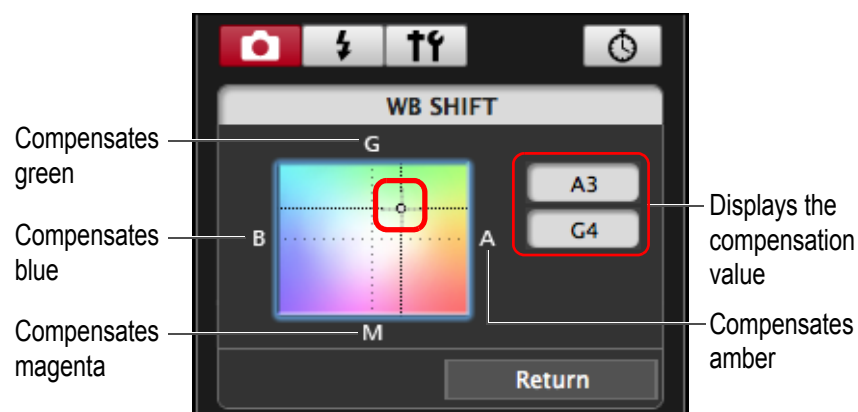 WB SHIFT
Compensates
green
G
A3
Compensates
blue
B
A
G4
Displays the
compensation
value
Compensates
magenta
M
Compensates
amber
Return